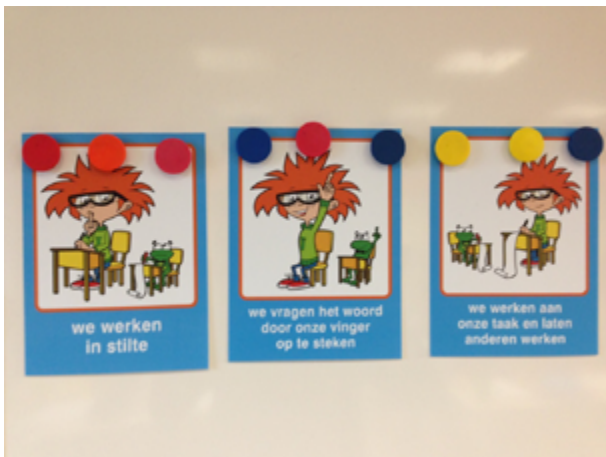 we werken
in stilte
we vragen het woord
door onze vinger
op te steken
we werken aan
onze taak en laten
anderen werken